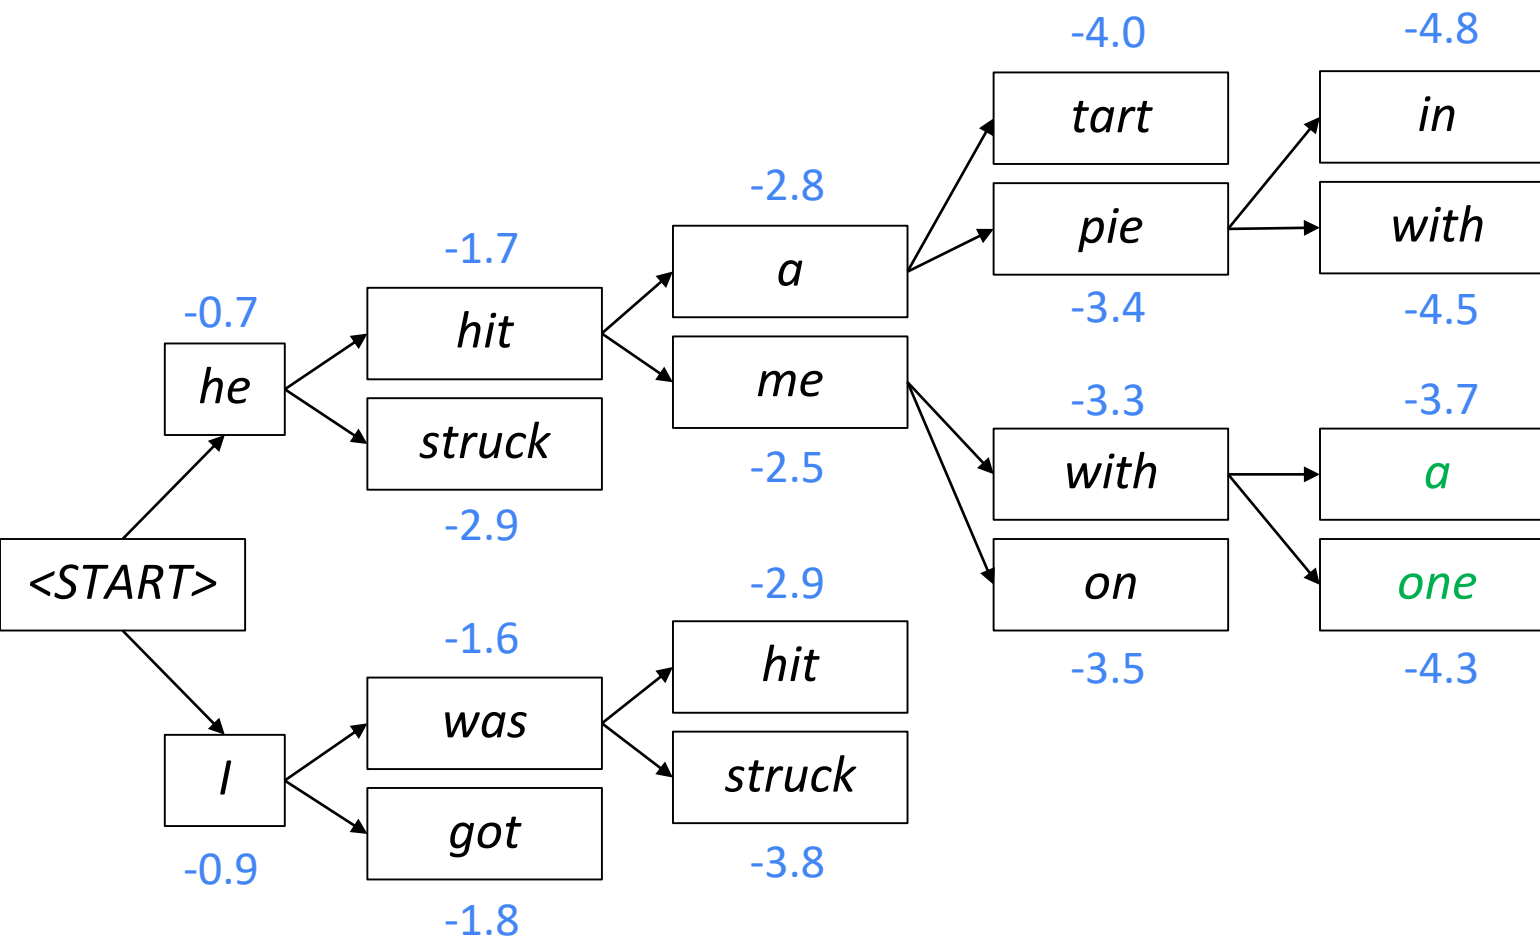 -4.0
-4.8
tart
in
-2.8
pie
with
-1.7
a
-3.4
-4.5
-0.7
hit
me
-3.3
-3.7
he
struck
-2.5
with
a
-2.9
<START>
-2.9
on
one
-1.6
hit
-3.5
-4.3
I
was
struck
-0.9
got
-3.8
-1.8